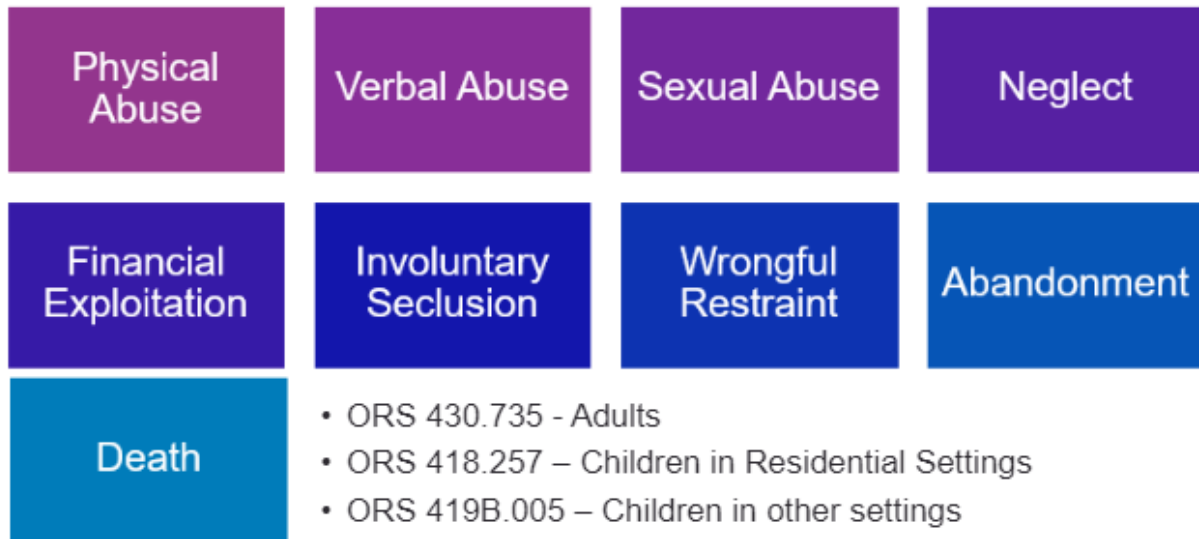 Physical
Abuse
Verbal Abuse
Sexual Abuse
Neglect
Financial
Exploitation
Involuntary
Seclusion
Wrongful
Restraint
Abandonment
Death
• ORS 430.735 - Adults
• ORS 418.257 – Children in Residential Settings
• ORS 419B.005 – Children in other settings